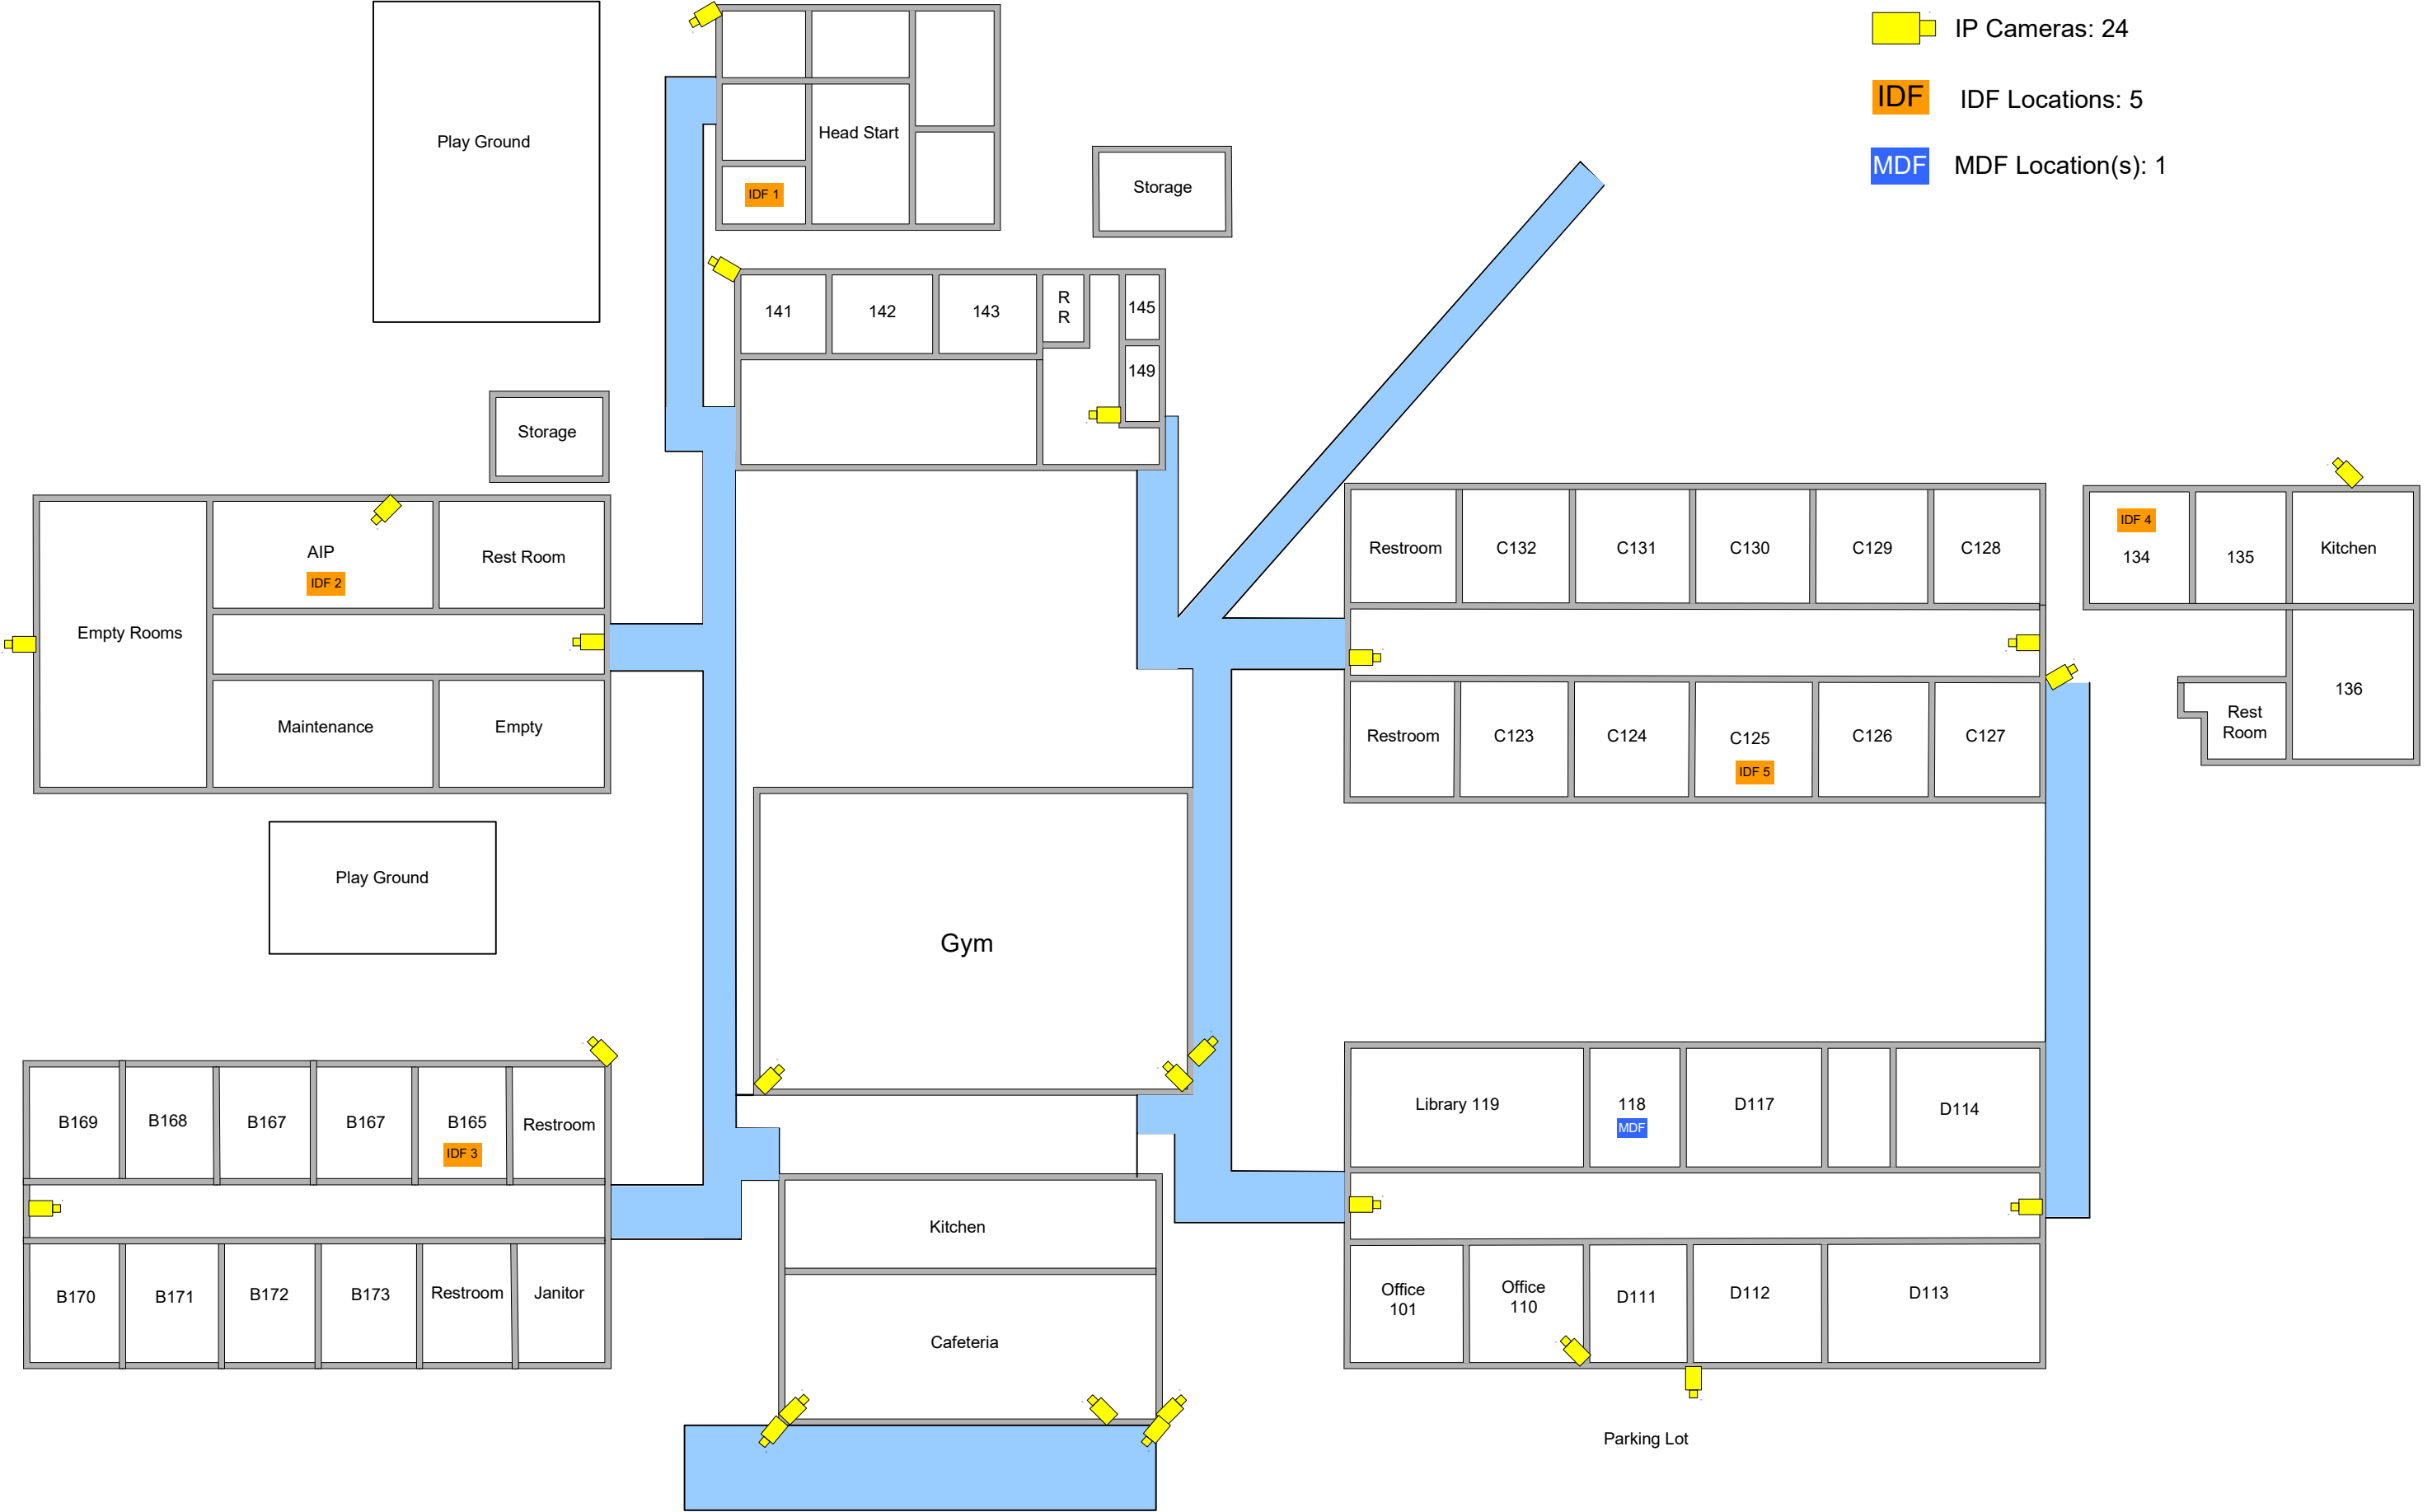 IP Cameras: 24
IDF
IDF Locations: 5
MDF
MDF Location(s): 1
Play Ground
Head Start
IDF 1
Storage
141
142
143
R
R
145
149
Storage
AIP
IDF 2
Rest Room
Empty Rooms
Maintenance
Empty
Play Ground
Restroom
C132
C131
C130
C129
C128
Restroom
C123
C124
C125
IDF 5
C126
C127
IDF 4
134
135
Kitchen
136
Rest
Room
Gym
B169
B168
B167
B167
B165
IDF 3
Restroom
B170
B171
B172
B173
Restroom
Janitor
Kitchen
Cafeteria
Library 119
118
MDF
D117
D114
Office
101
Office
110
D111
D112
D113
Parking Lot